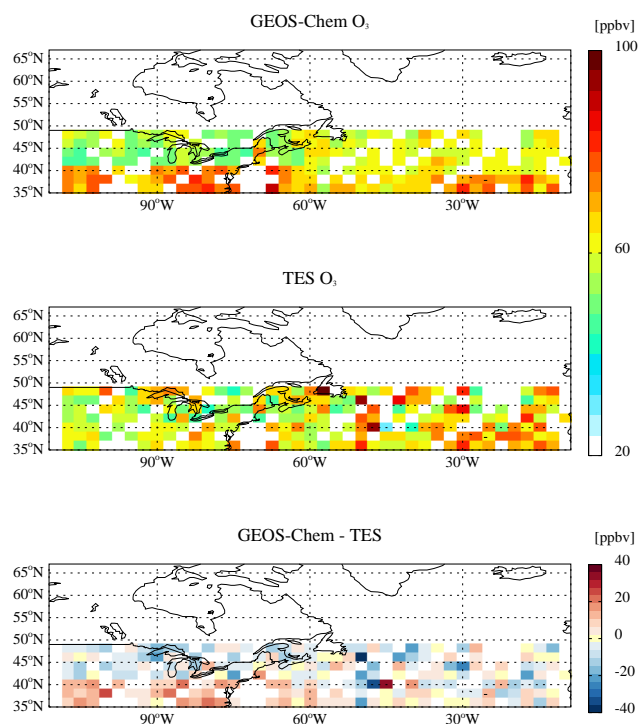 GEOS-Chem O₃
[ppbv]
100
60
20
65°N
60°N
55°N
50°N
45°N
40°N
35°N
90°W 60°W 30°W
TES O₃
65°N
60°N
55°N
50°N
45°N
40°N
35°N
90°W 60°W 30°W
GEOS-Chem - TES
[ppbv]
40
20
0
-20
-40
65°N
60°N
55°N
50°N
45°N
40°N
35°N
90°W 60°W 30°W